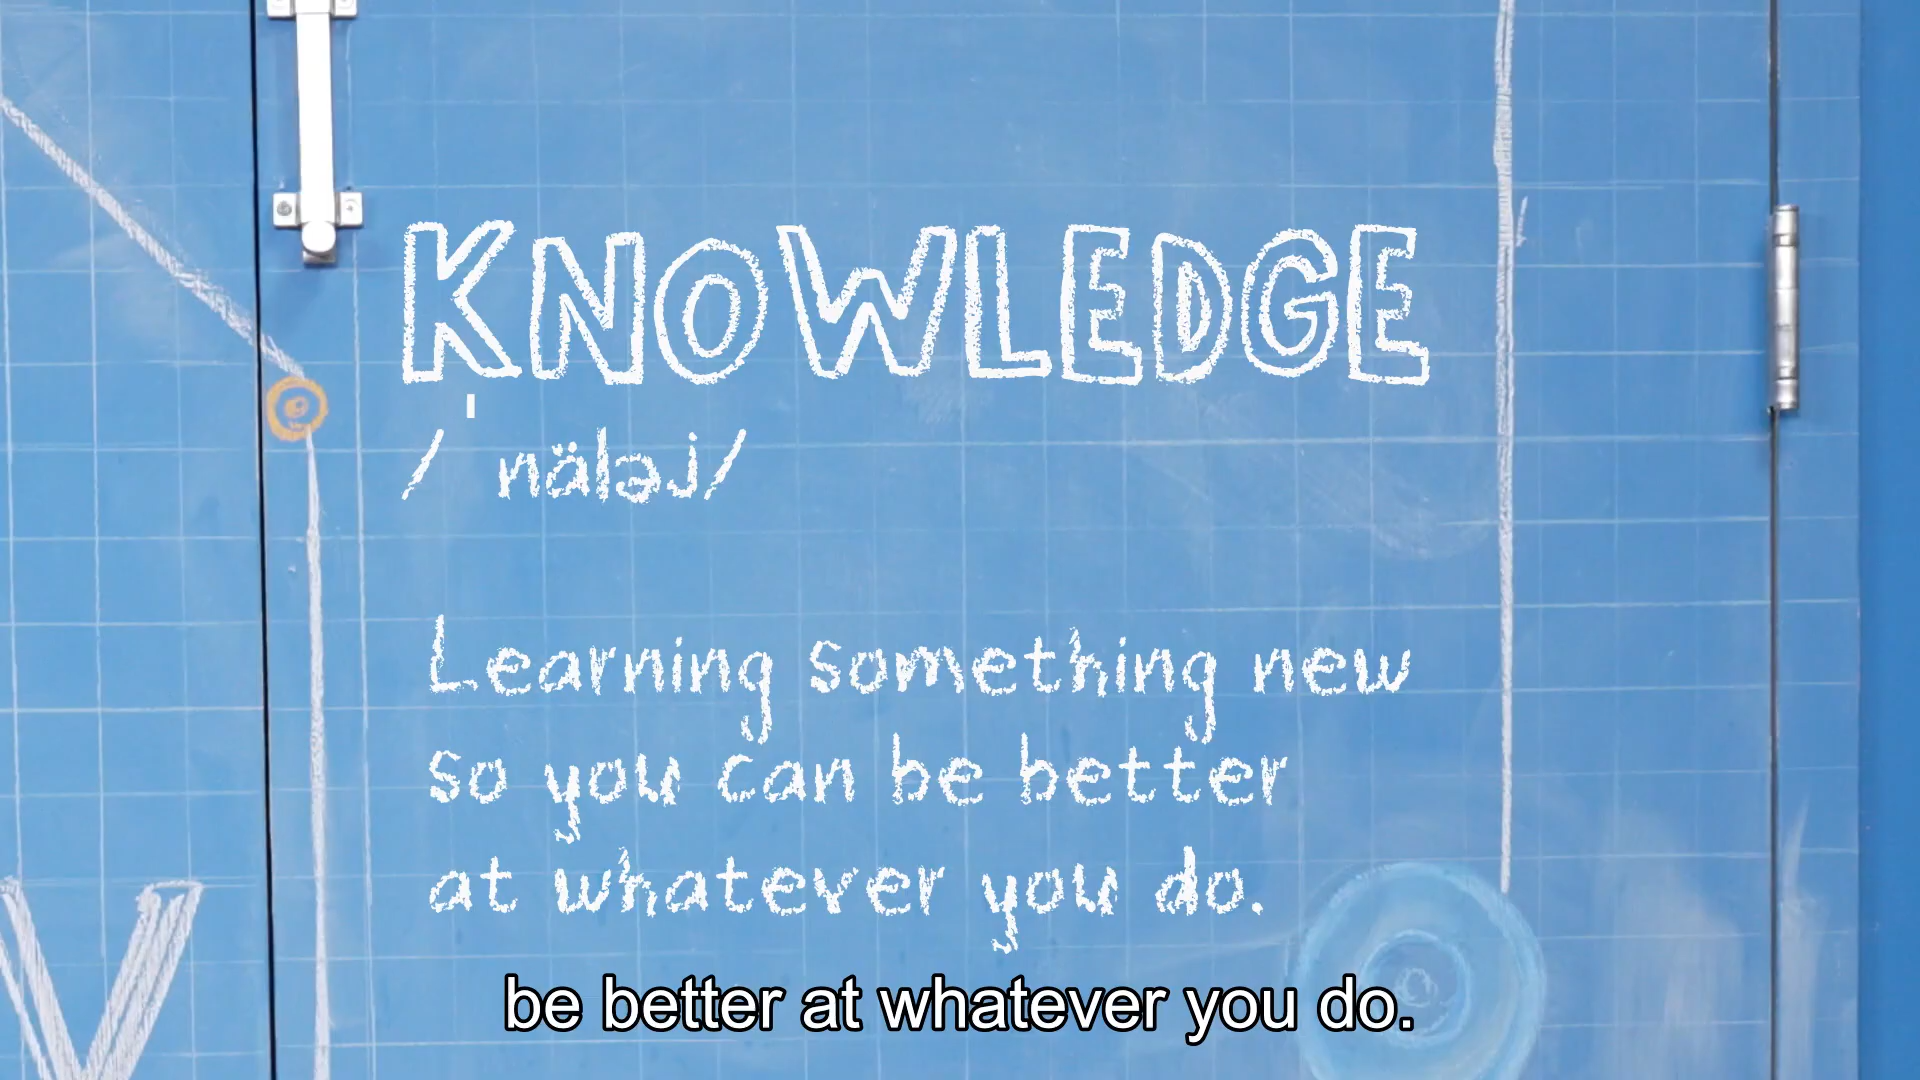 KNOWLEDGE
/ˈnäləj/
Learning something new
so you can be better
at whatever you do.
be better at whatever you do.